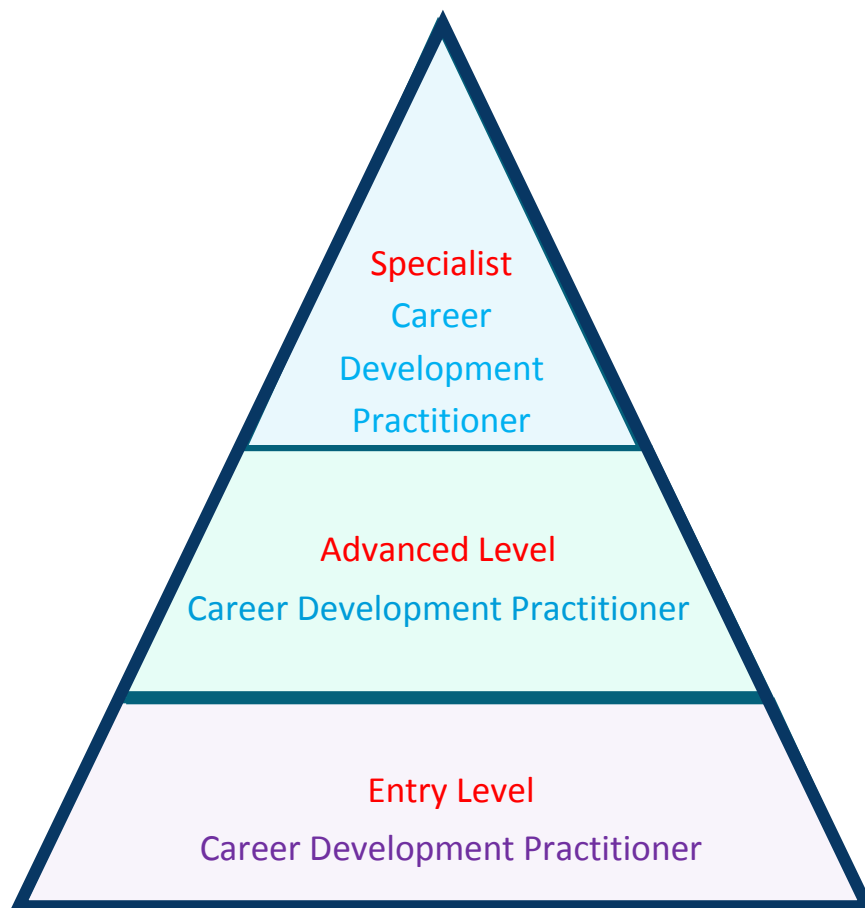 Specialist
Career
Development
Practitioner
Advanced Level
Career Development Practitioner
Entry Level
Career Development Practitioner